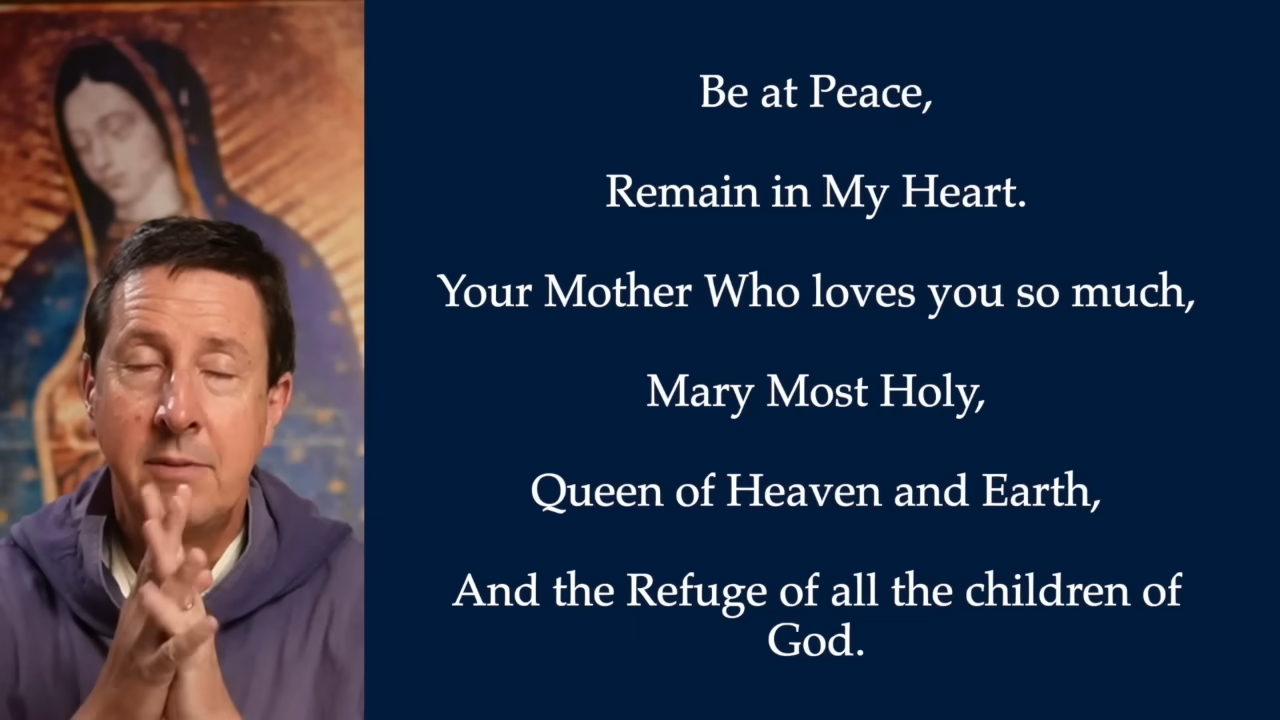 Be at Peace,
Remain in My Heart.
Your Mother Who loves you so much,
Mary Most Holy,
Queen of Heaven and Earth,
And the Refuge of all the children of
God.